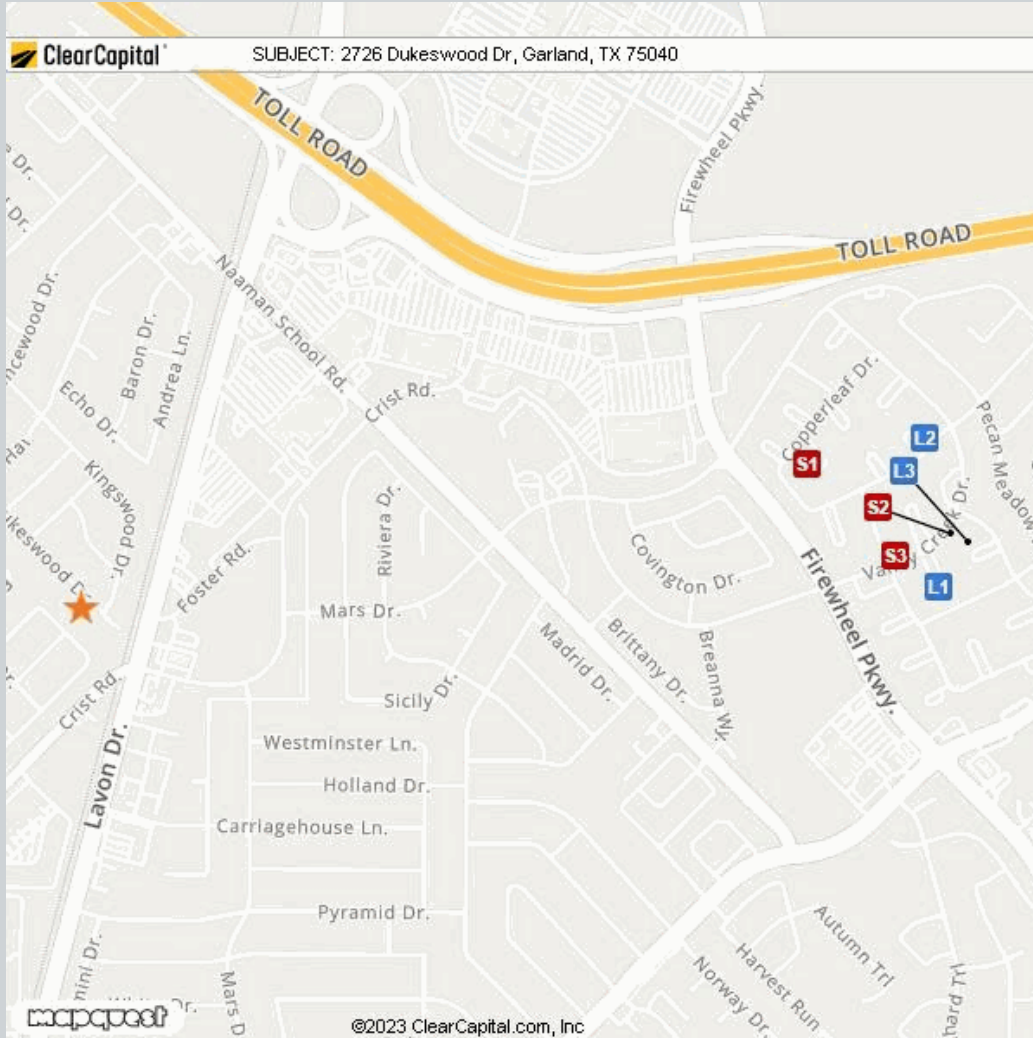 ClearCapital
SUBJECT: 2726 Dukeswood Dr, Garland, TX 75040
TOLL ROAD
Firewheel Pkwy.
Dr.
Dr.
TOLL ROAD
Naaman School Rd.
Baron Dr.
Andrea Ln.
Echo Dr.
Crist Rd.
Copperleaf Dr.
L2
S1
L3
S2
S3
L1
Kingswood Dr.
Riviera Dr.
Foster Rd.
Covington Dr.
Firewheel Pkwy.
Mars Dr.
Madrid Dr.
Brittany Dr.
Breanna Wy.
Crist Rd.
Sicily Dr.
Lavon Dr.
Westminster Ln.
Holland Dr.
Carriagehouse Ln.
Pyramid Dr.
Autumn Trl
Harvest Run
Norway Dr.
Mars D
mapquest
©2023 ClearCapital.com, Inc